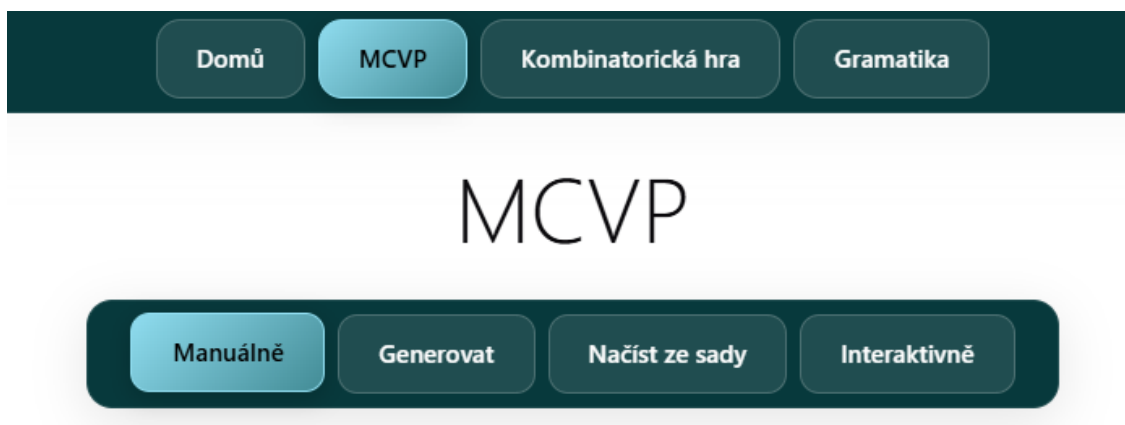 Domů MCVP Kombinatorická hra Gramatika
MCVP
Manuálně Generovat Načíst ze sady Interaktivně